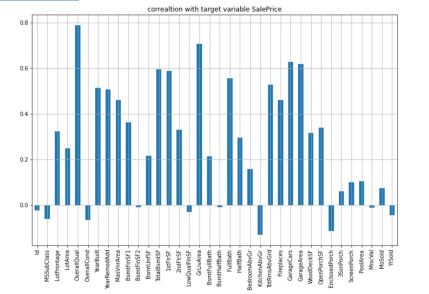 correaltion with target variable SalePrice
0.8
0.6
0.4
0.2
0.0
Id
MSSubClass
LotFrontage
LotArea
OverallQual
OverallCond
YearBuilt
YearRemodAdd
MasVnrArea
BsmtFinSF1
BsmtFinSF2
BsmtUnfSF
TotalBsmtSF
1stFlrSF
2ndFlrSF
LowQualFinSF
GrLivArea
BsmtFullBath
BsmtHalfBath
FullBath
HalfBath
BedroomAbvGr
KitchenAbvGr
TotRmsAbvGrd
Fireplaces
GarageCars
GarageArea
WoodDeckSF
OpenPorchSF
EnclosedPorch
3SsnPorch
ScreenPorch
PoolArea
MiscVal
MoSold
YrSold